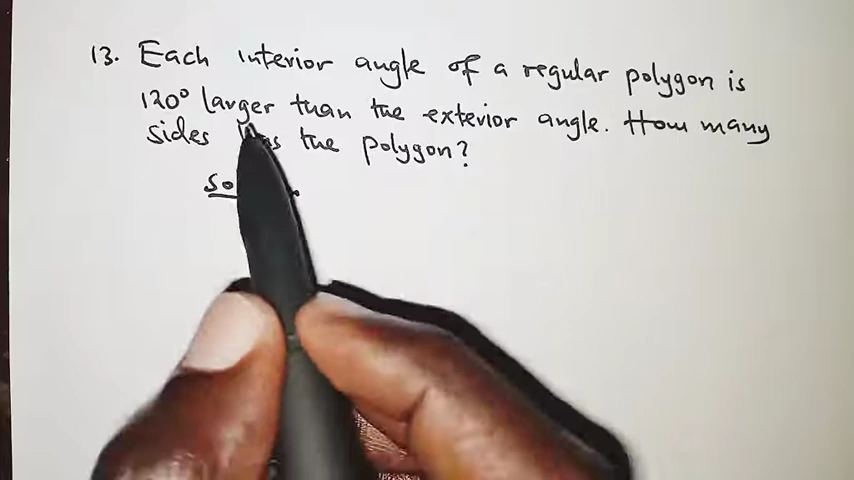 13. Each interior angle of a regular polygon is
120° larger than the exterior angle. How many
sides has the polygon?